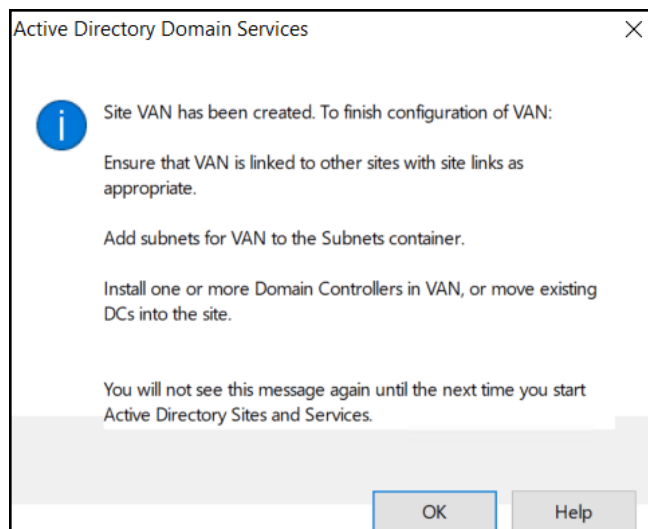 Active Directory Domain Services
Site VAN has been created. To finish configuration of VAN:
Ensure that VAN is linked to other sites with site links as
appropriate.
Add subnets for VAN to the Subnets container.
Install one or more Domain Controllers in VAN, or move existing
DCs into the site.
You will not see this message again until the next time you start
Active Directory Sites and Services.
OK
Help